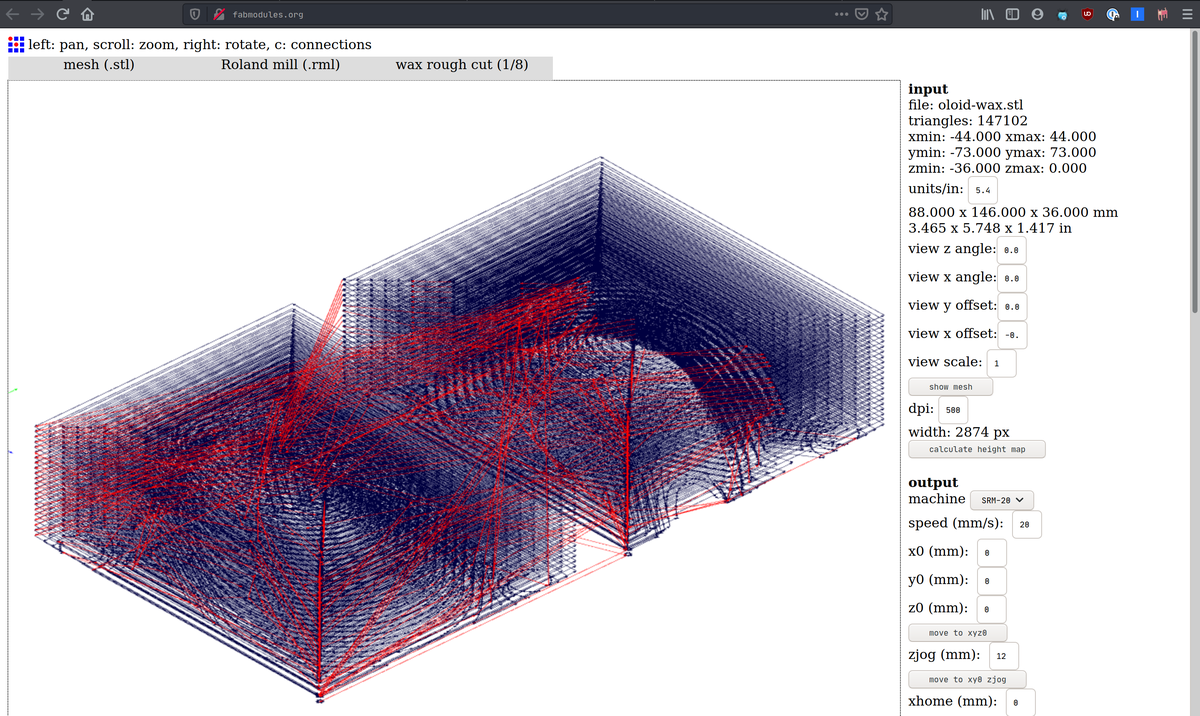 fabmodules.org
left: pan, scroll: zoom, right: rotate, c: connections
mesh (.stl) Roland mill (.rml) wax rough cut (1/8)
input
file: oloid-wax.stl
triangles: 147102
xmin: -44.000 xmax: 44.000
ymin: -73.000 ymax: 73.000
zmin: -36.000 zmax: 0.000
units/in: 5.4
88.000 x 146.000 x 36.000 mm
3.465 x 5.748 x 1.417 in
view z angle: 0.0
view x angle: 0.0
view y offset: 0.0
view x offset: -0.
view scale: 1
show mesh
dpi: 500
width: 2874 px
calculate height map
output
machine SRM-20
speed (mm/s): 20
x0 (mm): 0
y0 (mm): 0
z0 (mm): 0
move to xyz0
zjog (mm): 12
move to xy0 zjog
xhome (mm): 0